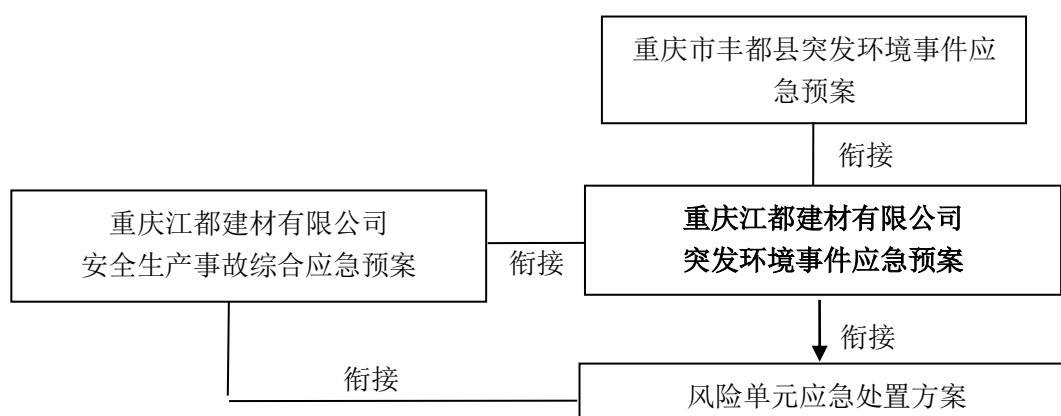 重庆市丰都县突发环境事件应
急预案
衔接
重庆江都建材有限公司
安全生产事故综合应急预案
衔接
重庆江都建材有限公司
突发环境事件应急预案
衔接
衔接
风险单元应急处置方案